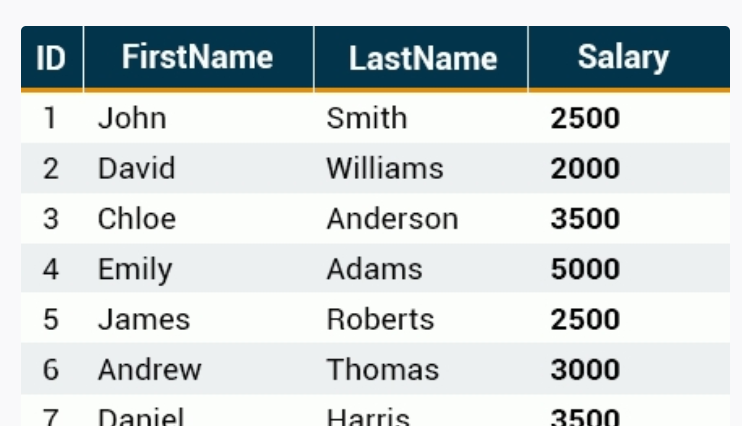 ID FirstName LastName Salary
1 John Smith 2500
2 David Williams 2000
3 Chloe Anderson 3500
4 Emily Adams 5000
5 James Roberts 2500
6 Andrew Thomas 3000
7 Daniel Harris 3500